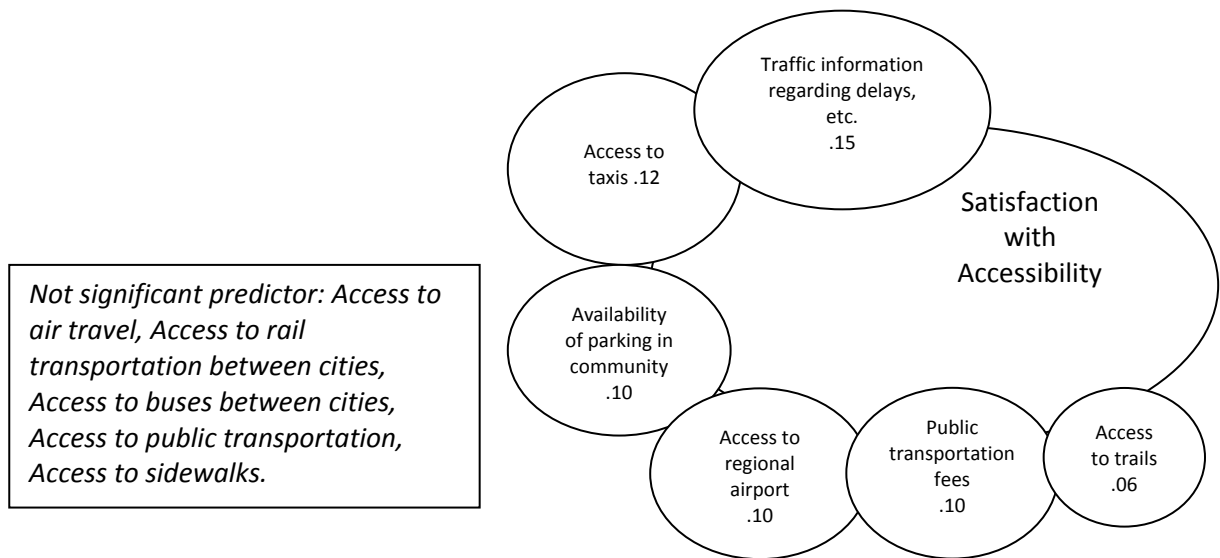 Traffic information
regarding delays,
etc.
.15
Access to
taxis .12
Satisfaction
with
Accessibility
Not significant predictor: Access to
air travel, Access to rail
transportation between cities,
Access to buses between cities,
Access to public transportation,
Access to sidewalks.
Availability
of parking in
community
.10
Access to
regional
airport
.10
Public
transportation
fees
.10
Access
to trails
.06